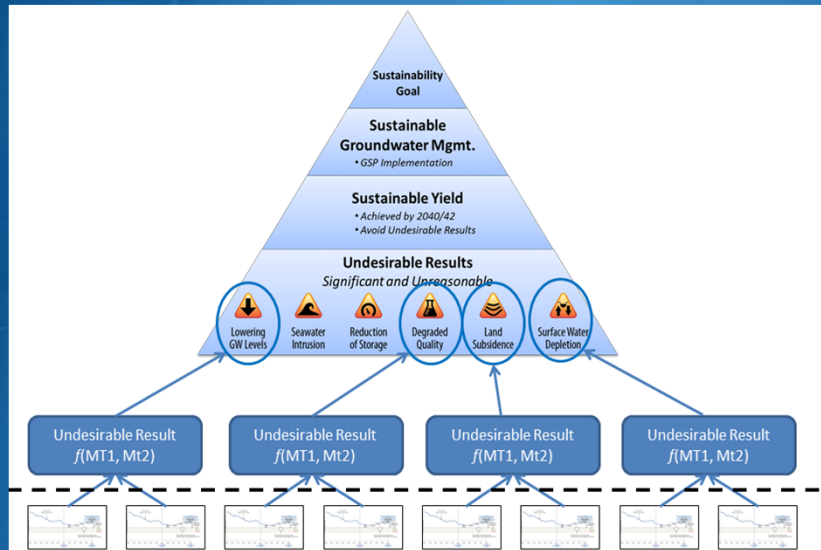 Sustainability
Goal
Sustainable
Groundwater Mgmt.
• GSP Implementation
Sustainable Yield
• Achieved by 2040/42
• Avoid Undesirable Results
Undesirable Results
Significant and Unreasonable
Lowering
GW Levels
Seawater
Intrusion
Reduction
of Storage
Degraded
Quality
Land
Subsidence
Surface Water
Depletion
Undesirable Result
f(MT1, Mt2)
Undesirable Result
f(MT1, Mt2)
Undesirable Result
f(MT1, Mt2)
Undesirable Result
f(MT1, Mt2)